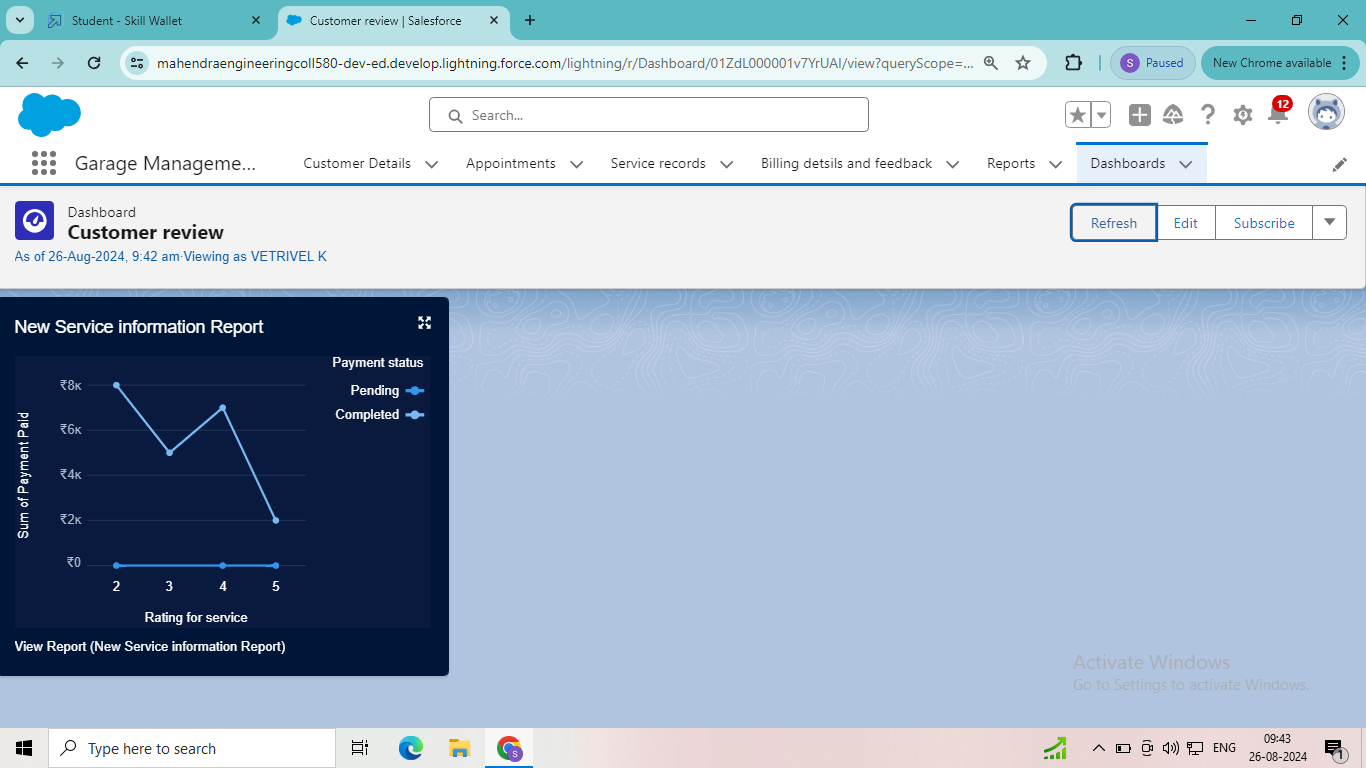 Student - Skill Wallet
Customer review | Salesforce
mahendraengineeringcoll580-dev-ed.develop.lightning.force.com/lightning/r/Dashboard/01ZdL000001v7YrUAI/view?queryScope=...
S Paused
New Chrome available
Search...
12
Garage Manageme...
Customer Details
Appointments
Service records
Billing details and feedback
Reports
Dashboards
Dashboard
Customer review
As of 26-Aug-2024, 9:42 am·Viewing as VETRIVEL K
Refresh
Edit
Subscribe
New Service information Report
Payment status
Pending
Completed
Sum of Payment Paid
₹8K
₹6K
₹4K
₹2K
₹0
2 3 4 5
Rating for service
View Report (New Service information Report)
Activate Windows
Go to Settings to activate Windows.
Type here to search
S
ENG
09:43
26-08-2024
1